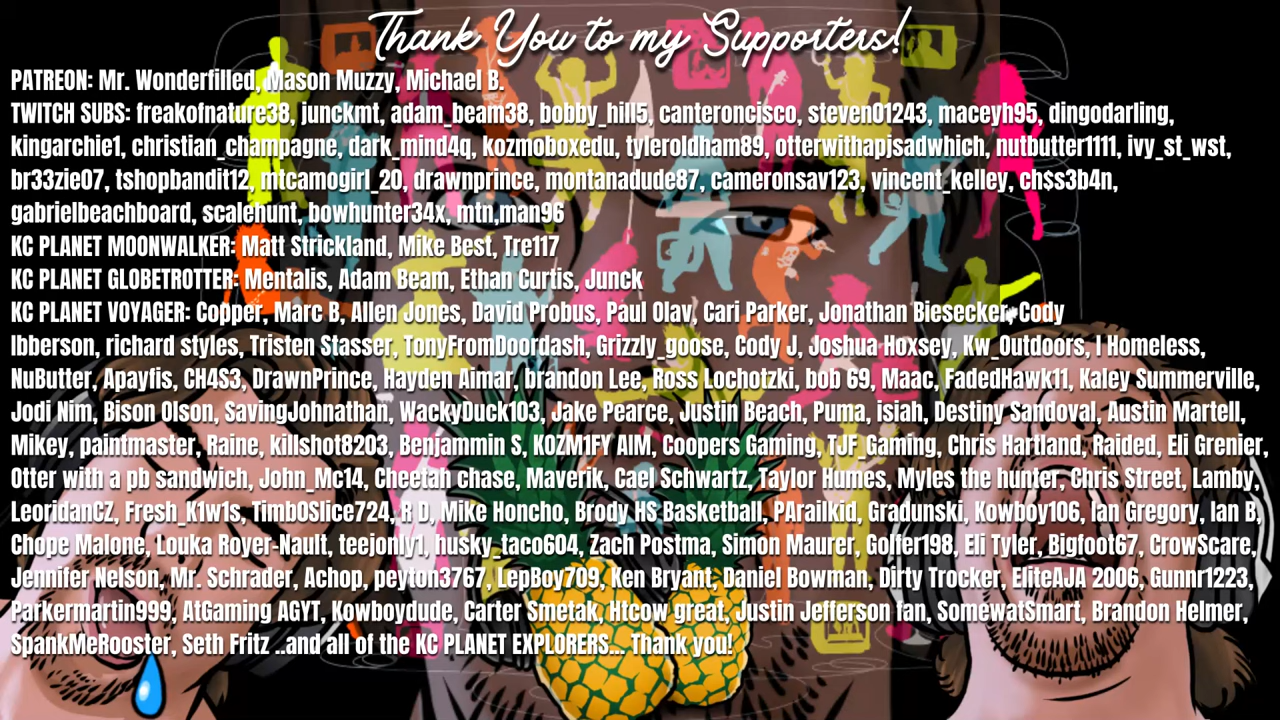 Thank You to my Supporters!
PATREON: Mr. Wonderfilled, Mason Muzzy, Michael B.
TWITCH SUBS: freakofnature38, junckmt, adam_beam38, bobby_hill5, canteroncisco, steven01243, maceyh95, dingodarling,
kingarchie1, christian_champagne, dark_mind4q, kozmoboxedu, tyleroldham89, otterwithapjsadwhich, nutbutter1111, ivy_st_wst,
br33zie07, tshopbandit12, mtcamogirl_20, drawnprince, montanadude87, cameronsav123, vincent_kelley, ch$s3b4n,
gabrielbeachboard, scalehunt, bowhunter34x, mtn,man96
KC PLANET MOONWALKER: Matt Strickland, Mike Best, Tre117
KC PLANET GLOBETROTTER: Mentalis, Adam Beam, Ethan Curtis, Junck
KC PLANET VOYAGER: Copper, Marc B, Allen Jones, David Probus, Paul Olav, Cari Parker, Jonathan Biesecker, Cody
Ibberson, richard styles, Tristen Stasser, TonyFromDoordash, Grizzly_goose, Cody J, Joshua Hoxsey, Kw_Outdoors, I Homeless,
NuButter, Apayfis, CH4S3, DrawnPrince, Hayden Aimar, brandon Lee, Ross Lochotzki, bob 69, Maac, FadedHawk11, Kaley Summerville,
Jodi Nim, Bison Olson, SavingJohnathan, WackyDuck103, Jake Pearce, Justin Beach, Puma, isiah, Destiny Sandoval, Austin Martell,
Mikey, paintmaster, Raine, killshot8203, Benjammin S, K0ZM1FY AIM, Coopers Gaming, TJF_Gaming, Chris Hartland, Raided, Eli Grenier,
Otter with a pb sandwich, John_Mc14, Cheetah chase, Maverik, Cael Schwartz, Taylor Humes, Myles the hunter, Chris Street, Lamby,
LeoridanCZ, Fresh_K1w1s, Timb0Slice724, R D, Mike Honcho, Brody HS Basketball, PArailkid, Gradunski, Kowboy106, Ian Gregory, Ian B,
Chope Malone, Louka Royer-Nault, teejonly1, husky_taco604, Zach Postma, Simon Maurer, Golfer198, Eli Tyler, Bigfoot67, CrowScare,
Jennifer Nelson, Mr. Schrader, Achop, peyton3767, LepBoy709, Ken Bryant, Daniel Bowman, Dirty Trocker, EliteAJA 2006, Gunnr1223,
Parkermartin999, AtGaming AGYT, Kowboydude, Carter Smetak, Htcow great, Justin Jefferson fan, SomewatSmart, Brandon Helmer,
SpankMeRooster, Seth Fritz ..and all of the KC PLANET EXPLORERS... Thank you!